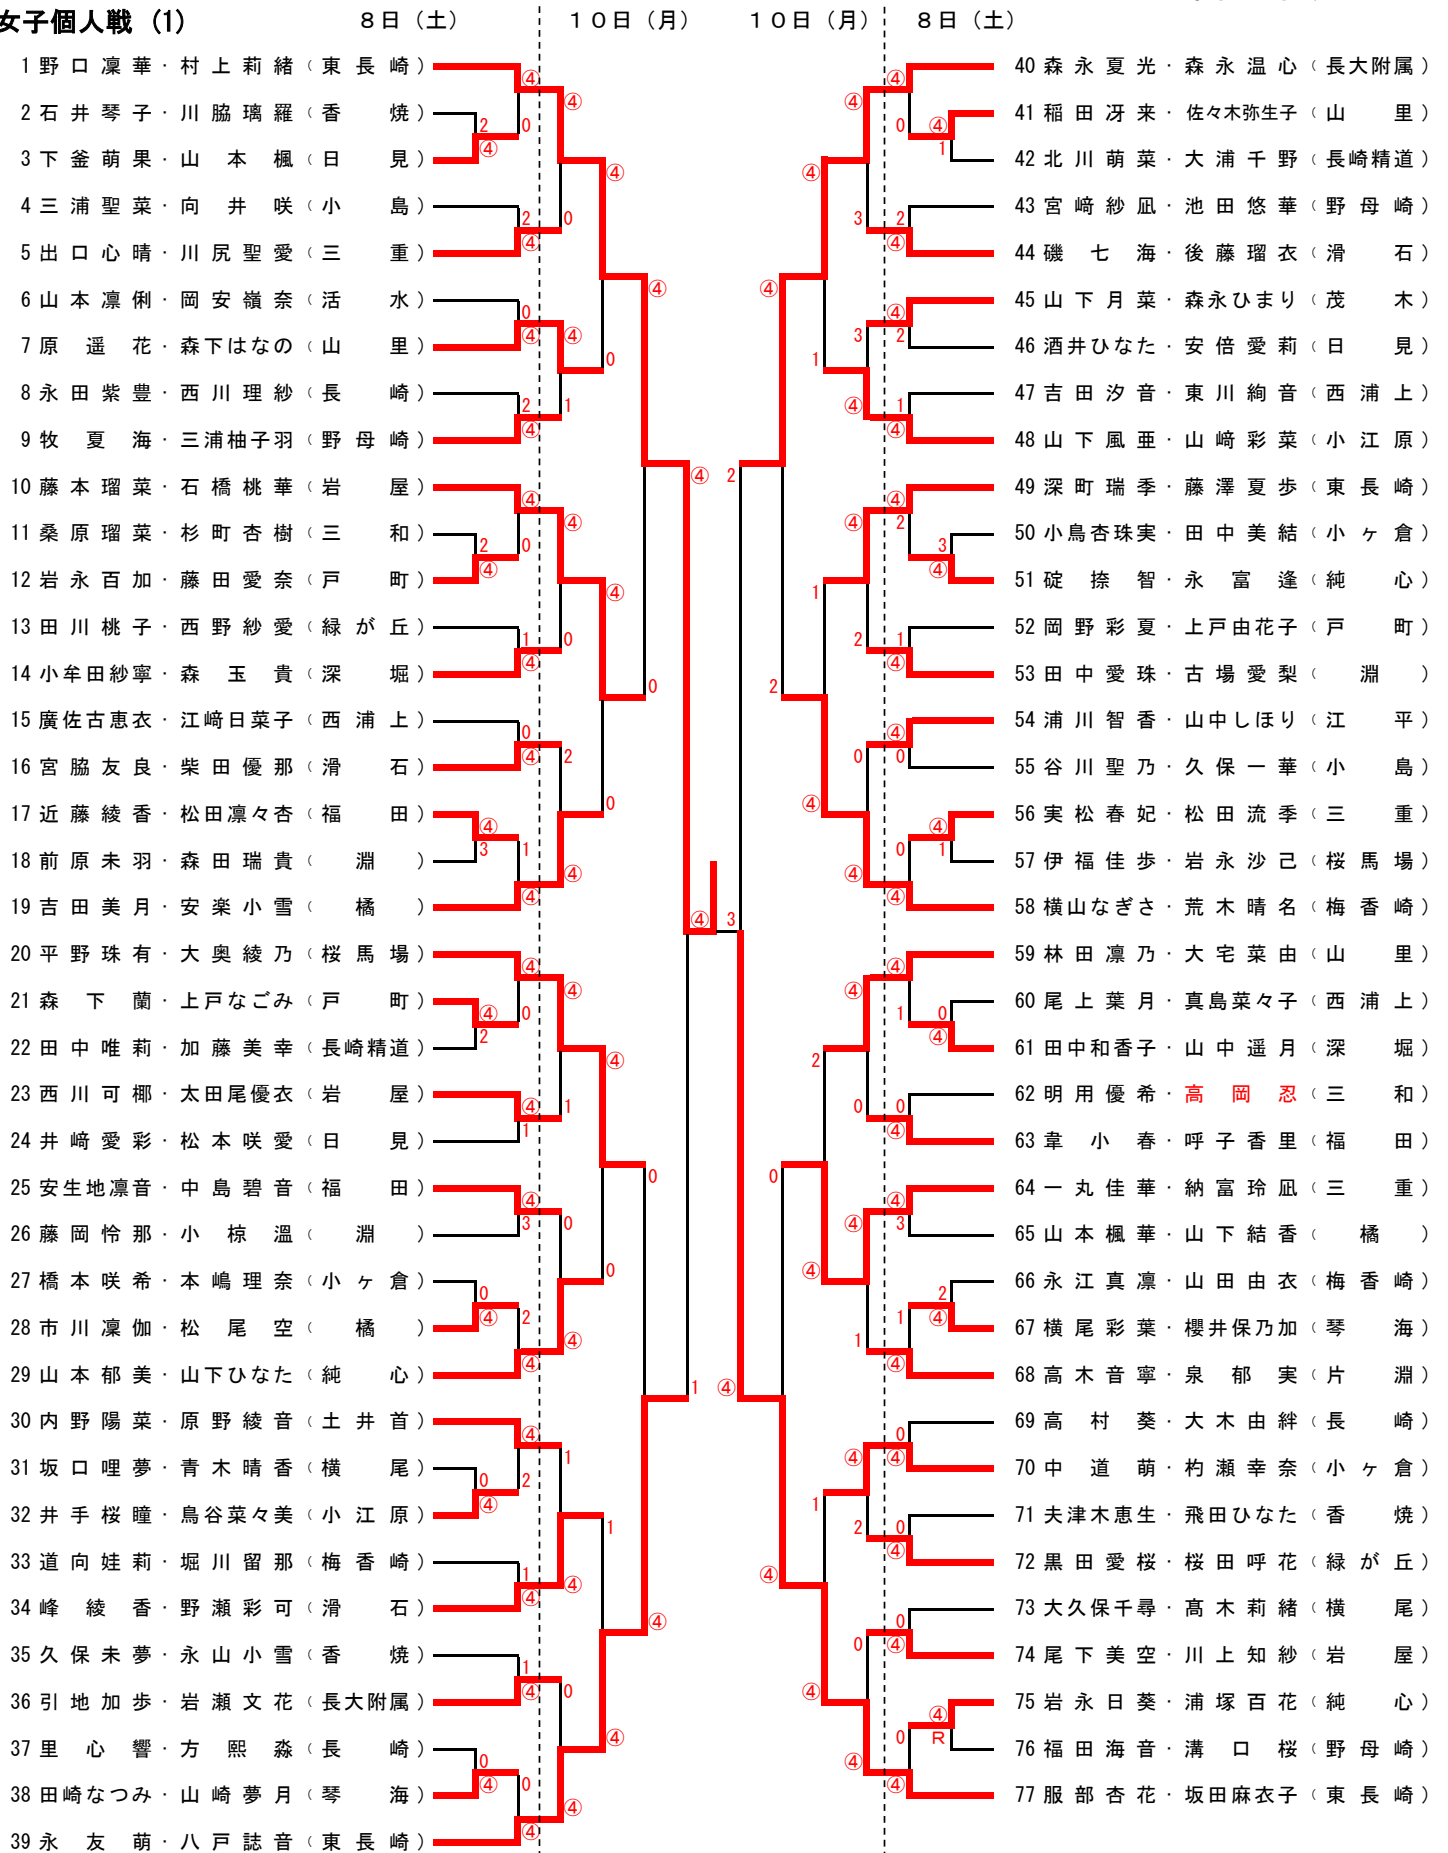 女子個人戦（1）
８日（土）
１０日（月）
１０日（月）
８日（土）
1 野口凜華・村上莉緒（東長崎）
2 石井琴子・川脇璃羅（香焼）
3 下釜萌果・山本楓（日見）
4 三浦聖菜・向井咲（小島）
5 出口心晴・川尻聖愛（三重）
6 山本凛俐・岡安嶺奈（活水）
7 原遥花・森下はなの（山里）
8 永田紫豊・西川理紗（長崎）
9 牧夏海・三浦柚子羽（野母崎）
10 藤本瑠菜・石橋桃華（岩屋）
11 桑原瑠菜・杉町杏樹（三和）
12 岩永百加・藤田愛奈（戸町）
13 田川桃子・西野紗愛（緑が丘）
14 小牟田紗寧・森玉貴（深堀）
15 廣佐古恵衣・江﨑日菜子（西浦上）
16 宮脇友良・柴田優那（滑石）
17 近藤綾香・松田凛々杏（福田）
18 前原未羽・森田瑞貴（淵）
19 吉田美月・安楽小雪（橘）
20 平野珠有・大奥綾乃（桜馬場）
21 森下蘭・上戸なごみ（戸町）
22 田中唯莉・加藤美幸（長崎精道）
23 西川可梛・太田尾優衣（岩屋）
24 井﨑愛彩・松本咲愛（日見）
25 安生地凛音・中島碧音（福田）
26 藤岡怜那・小椋溫（淵）
27 橋本咲希・本嶋理奈（小ヶ倉）
28 市川凜伽・松尾空（橘）
29 山本郁美・山下ひなた（純心）
30 内野陽菜・原野綾音（土井首）
31 坂口哩夢・青木晴香（横尾）
32 井手桜瞳・鳥谷菜々美（小江原）
33 道向娃莉・堀川留那（梅香崎）
34 峰綾香・野瀬彩可（滑石）
35 久保未夢・永山小雪（香焼）
36 引地加歩・岩瀬文花（長大附属）
37 里心響・方熙淼（長崎）
38 田崎なつみ・山崎夢月（琴海）
39 永友萌・八戸誌音（東長崎）
40 森永夏光・森永温心（長大附属）
41 稲田冴来・佐々木弥生子（山里）
42 北川萌菜・大浦千野（長崎精道）
43 宮﨑紗凪・池田悠華（野母崎）
44 磯七海・後藤瑠衣（滑石）
45 山下月菜・森永ひまり（茂木）
46 酒井ひなた・安倍愛莉（日見）
47 吉田汐音・東川絢音（西浦上）
48 山下風亜・山﨑彩菜（小江原）
49 深町瑞季・藤澤夏歩（東長崎）
50 小鳥杏珠実・田中美結（小ヶ倉）
51 碇捺智・永富逢（純心）
52 岡野彩夏・上戸由花子（戸町）
53 田中愛珠・古場愛梨（淵）
54 浦川智香・山中しほり（江平）
55 谷川聖乃・久保一華（小島）
56 実松春妃・松田流季（三重）
57 伊福佳歩・岩永沙己（桜馬場）
58 横山なぎさ・荒木晴名（梅香崎）
59 林田凛乃・大宅菜由（山里）
60 尾上葉月・真島菜々子（西浦上）
61 田中和香子・山中遥月（深堀）
62 明用優希・高岡忍（三和）
63 韋小春・呼子香里（福田）
64 一丸佳華・納富玲凪（三重）
65 山本楓華・山下結香（橘）
66 永江真凛・山田由衣（梅香崎）
67 横尾彩葉・櫻井保乃加（琴海）
68 高木音寧・泉郁実（片淵）
69 高村葵・大木由絆（長崎）
70 中道萌・杓瀬幸奈（小ヶ倉）
71 夫津木恵生・飛田ひなた（香焼）
72 黒田愛桜・桜田呼花（緑が丘）
73 大久保千尋・髙木莉緒（横尾）
74 尾下美空・川上知紗（岩屋）
75 岩永日葵・浦塚百花（純心）
76 福田海音・溝口桜（野母崎）
77 服部杏花・坂田麻衣子（東長崎）